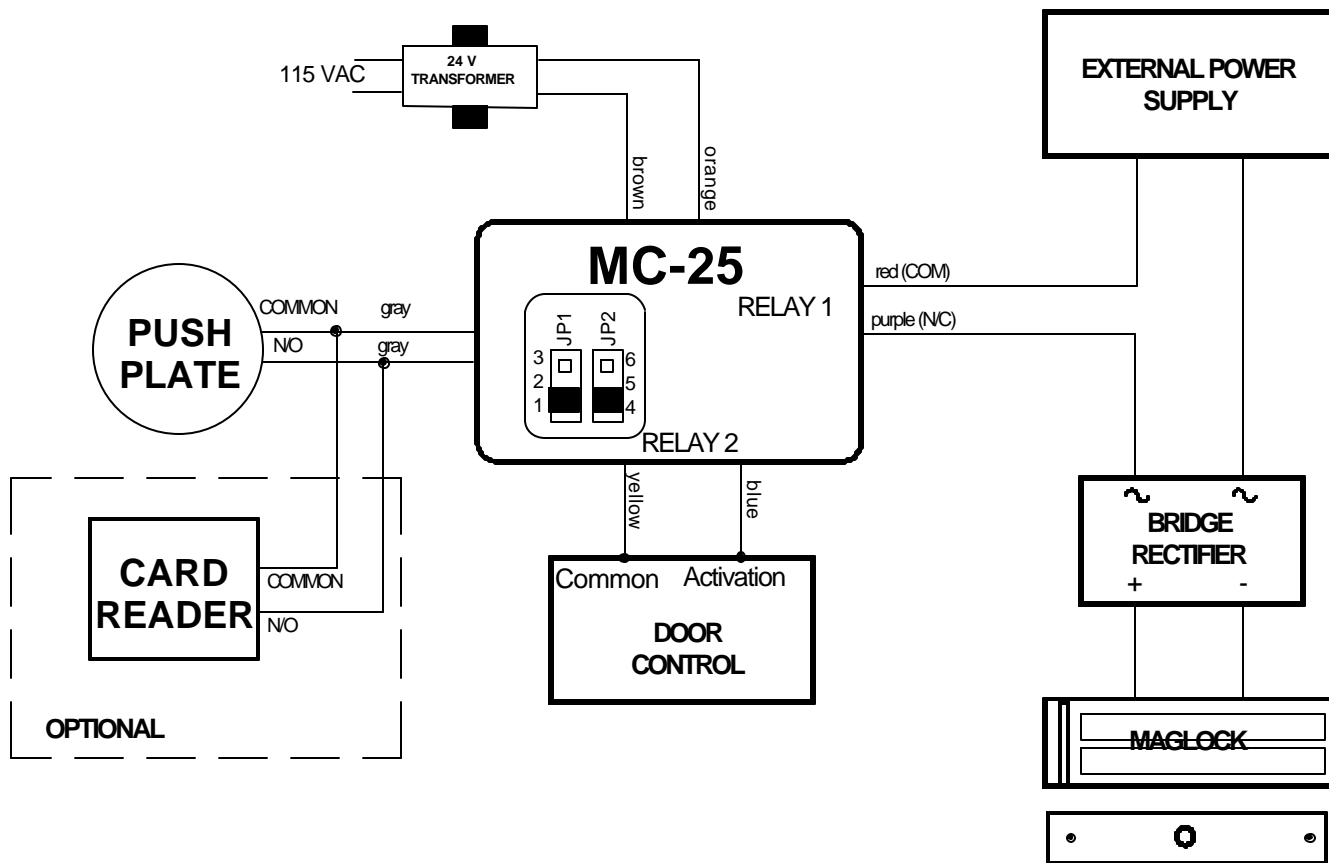 115 VAC
24 V
TRANSFORMER
EXTERNAL POWER
SUPPLY
brown
orange
MC-25
RELAY 1
red (COM)
purple (N/C)
JP1
JP2
3
2
1
6
5
4
RELAY 2
PUSH
PLATE
COMMON
gray
N/O
gray
yellow
blue
CARD
READER
COMMON
N/O
OPTIONAL
Common
Activation
DOOR
CONTROL
~ ~
BRIDGE
RECTIFIER
+ -
MAGLOCK